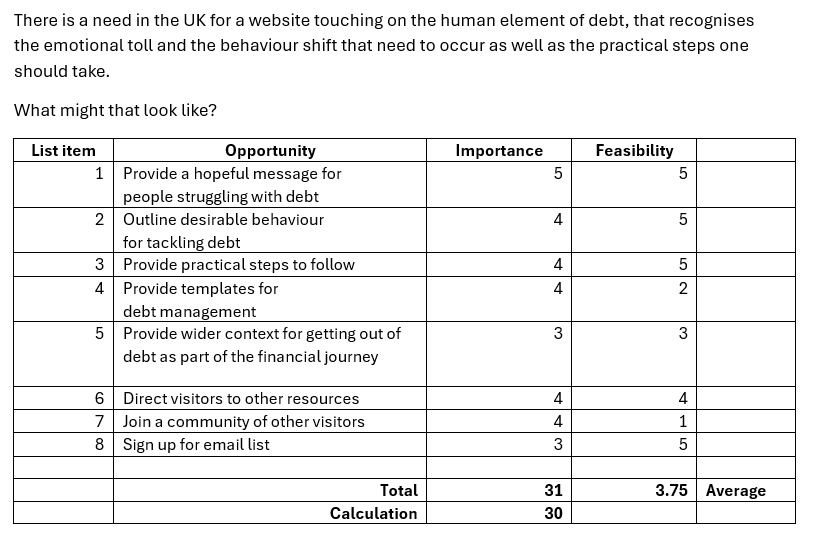 There is a need in the UK for a website touching on the human element of debt, that recognises
the emotional toll and the behaviour shift that need to occur as well as the practical steps one
should take.
What might that look like?
List item Opportunity Importance Feasibility
1 Provide a hopeful message for 5 5
people struggling with debt
2 Outline desirable behaviour 4 5
for tackling debt
3 Provide practical steps to follow 4 5
4 Provide templates for 4 2
debt management
5 Provide wider context for getting out of 3 3
debt as part of the financial journey
6 Direct visitors to other resources 4 4
7 Join a community of other visitors 4 1
8 Sign up for email list 3 5
Total 31 3.75 Average
Calculation 30